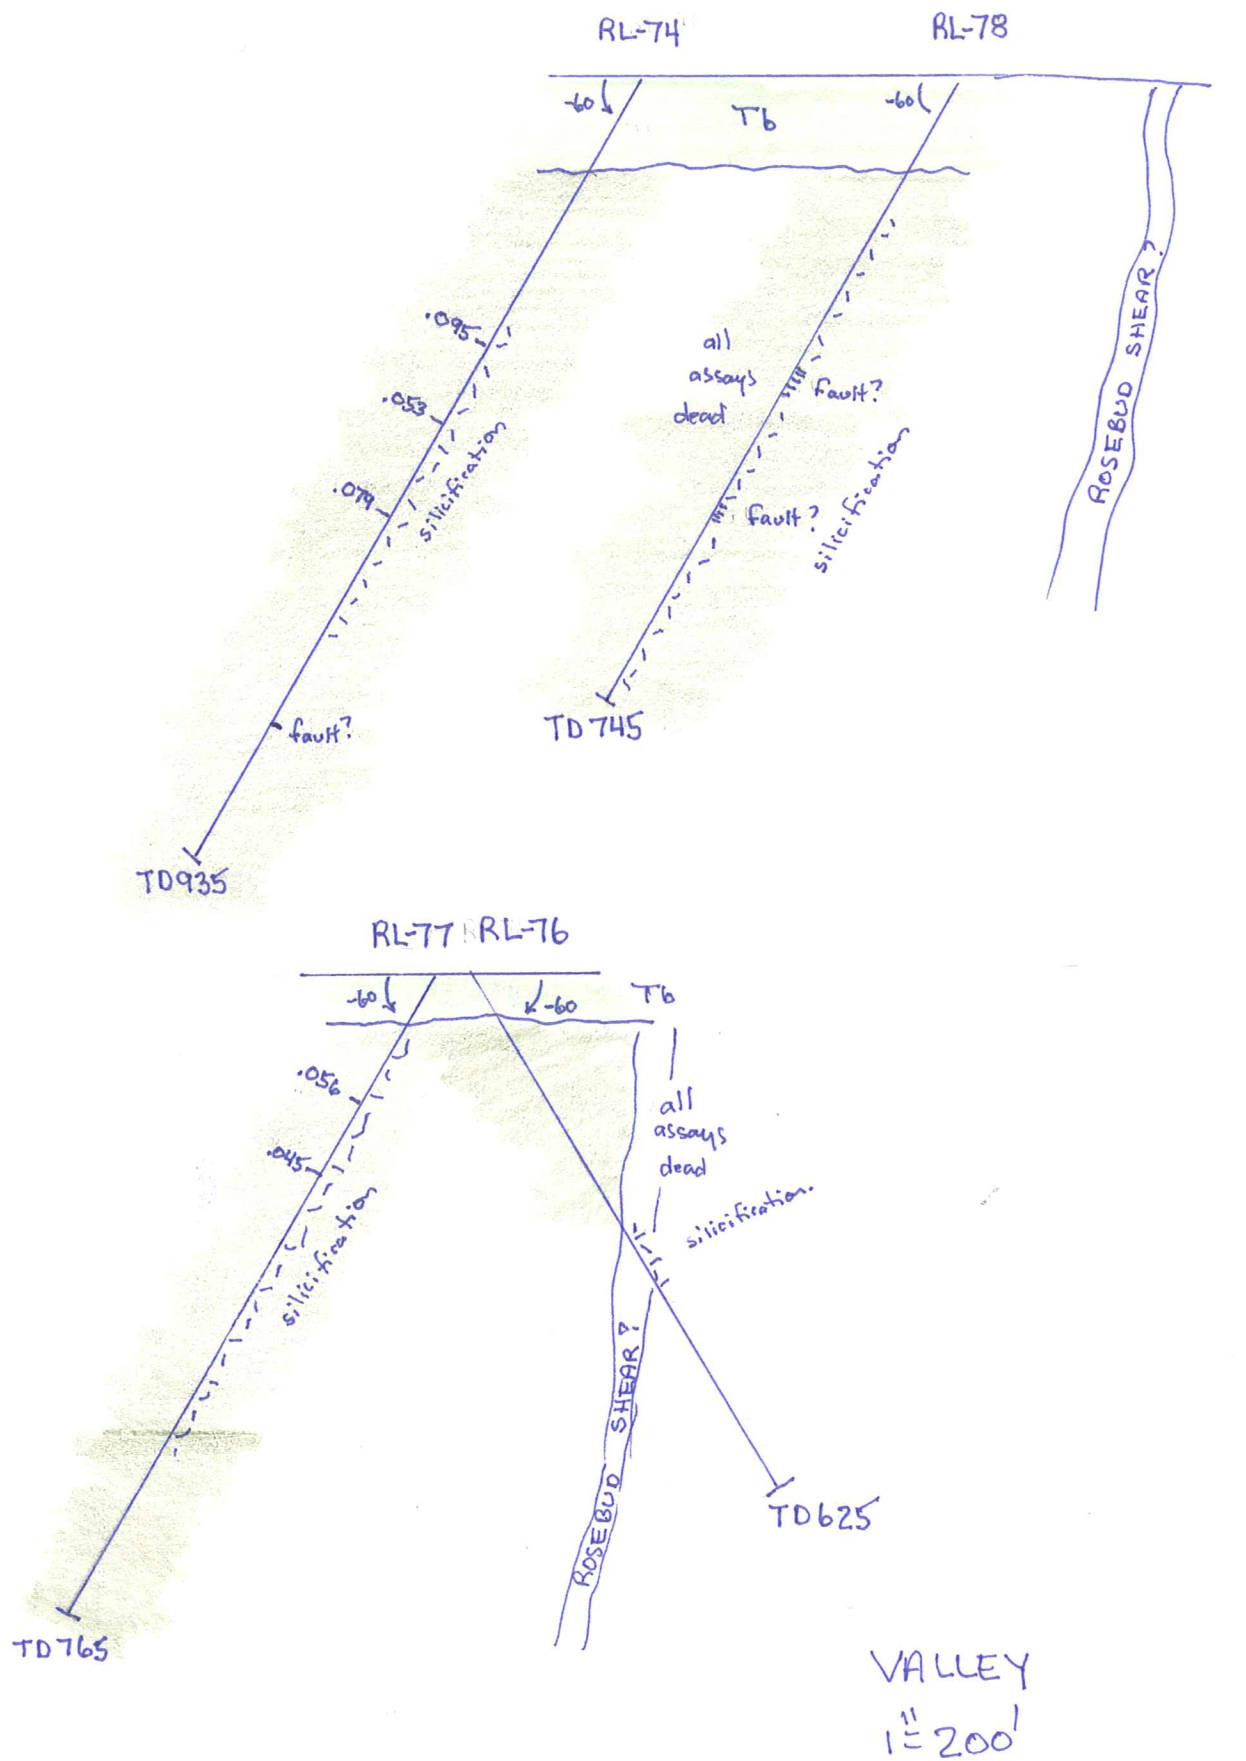 RL-74
RL-78
-60
-60
Tb
.095
.053
.079
silicification
all
assays
dead
fault?
fault?
silicification
ROSEBUD SHEAR?
fault?
TD 745
TD935
RL-77
RL-76
-60
-60
Tb
.056
.045
silicification
all
assays
dead
silicification.
ROSEBUD SHEAR?
TD625
TD765
VALLEY
1"=200'